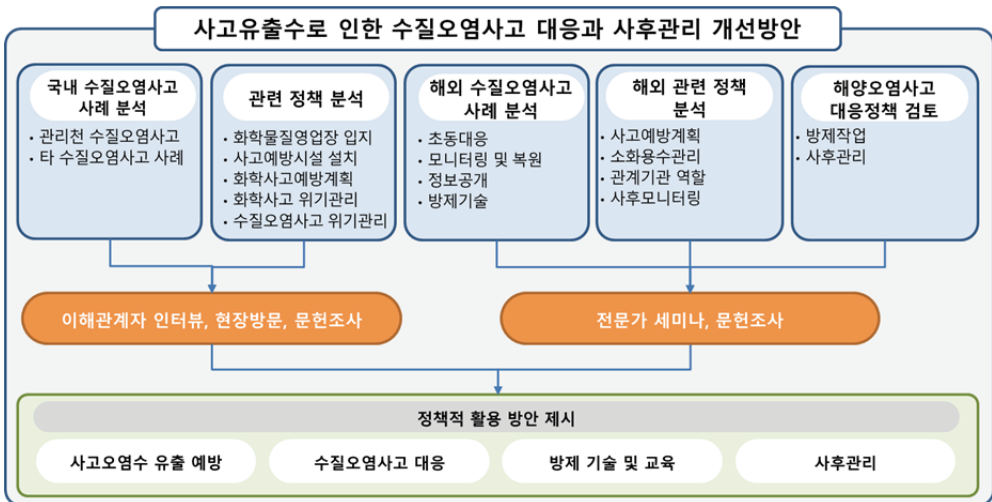 사고유출수로 인한 수질오염사고 대응과 사후관리 개선방안
국내 수질오염사고
사례 분석
• 관리천 수질오염사고
• 타 수질오염사고 사례
관련 정책 분석
• 화학물질영업장 입지
• 사고예방시설 설치
• 화학사고예방계획
• 화학사고 위기관리
• 수질오염사고 위기관리
해외 수질오염사고
사례 분석
• 초동대응
• 모니터링 및 복원
• 정보공개
• 방제기술
해외 관련 정책
분석
• 사고예방계획
• 소화용수관리
• 관계기관 역할
• 사후모니터링
해양오염사고
대응정책 검토
• 방제작업
• 사후관리
이해관계자 인터뷰, 현장방문, 문헌조사
전문가 세미나, 문헌조사
정책적 활용 방안 제시
사고오염수 유출 예방
수질오염사고 대응
방제 기술 및 교육
사후관리